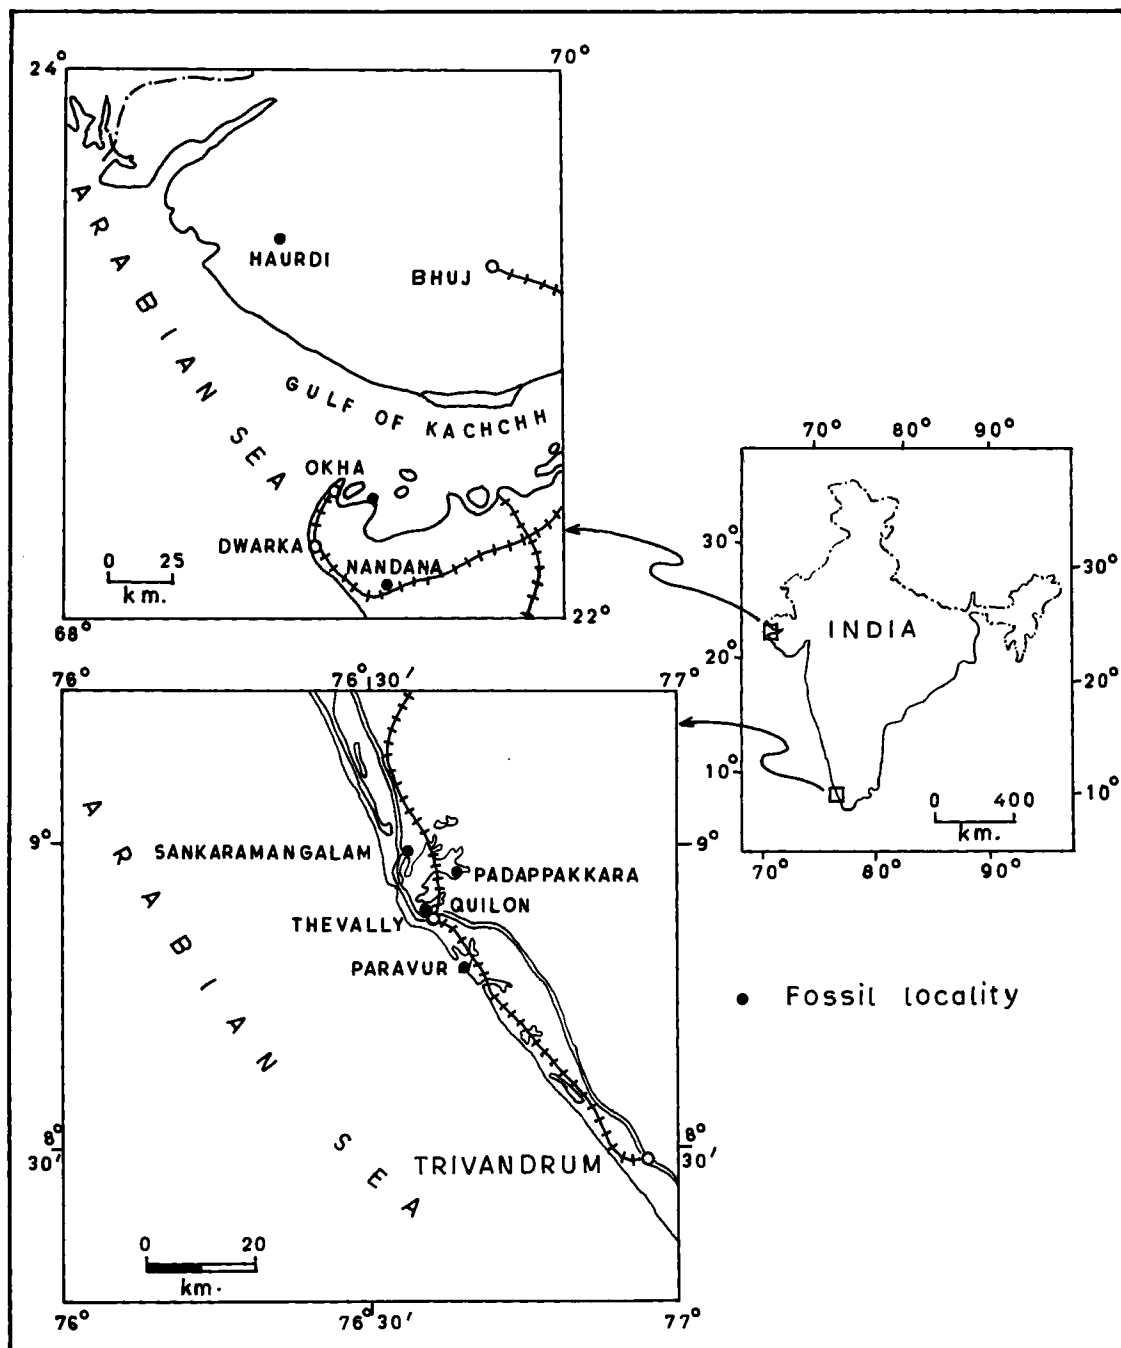 24°
70°
ARABIAN SEA
HAURDI
BHUJ
GULF OF KACHCHH
OKHA
DWARKA
NANDANA
0 25
km.
68°
22°
70° 80° 90°
30°
30°
INDIA
20°
20°
10°
10°
0 400
km.
70° 80° 90°
76° 76°30' 77°
ARABIAN SEA
9°
9°
SANKARAMANGALAM
PADAPPAKKARA
QUILON
THEVALLY
PARAVUR
Fossil locality
8°
30'
8°
30'
TRIVANDRUM
0 20
km.
76° 76°30' 77°